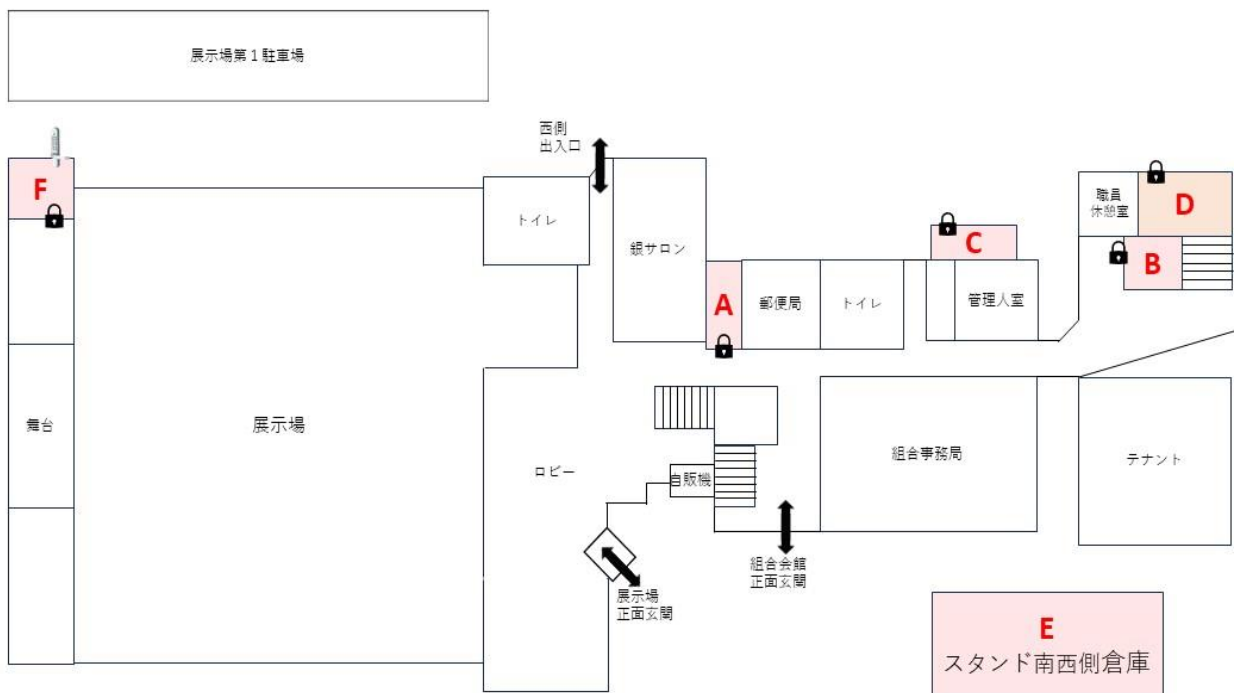 展示場第１駐車場
西側
出入口
F
トイレ
銀サロン
職員
休憩室
D
C
B
A
郵便局
トイレ
管理人室
舞台
展示場
ロビー
自販機
組合事務局
テナント
組合会館
正面玄関
展示場
正面玄関
E
スタンド南西側倉庫